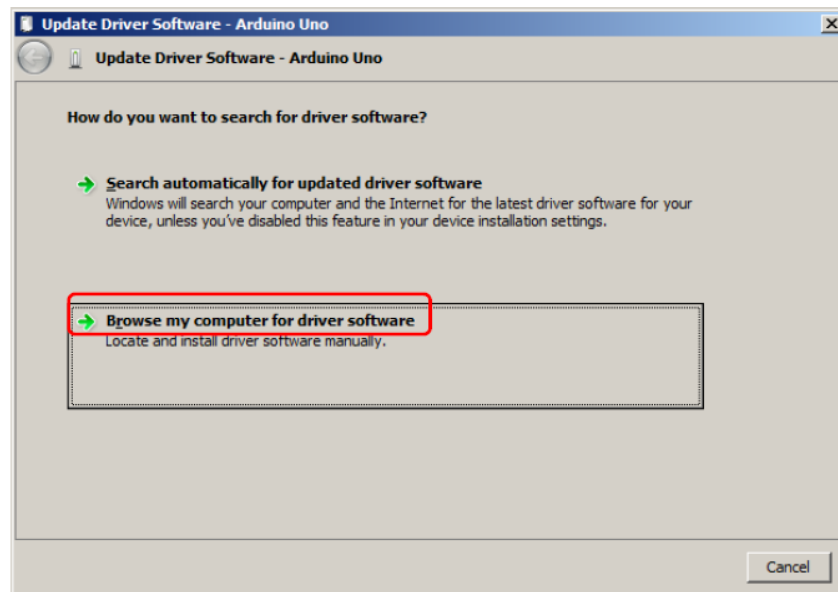 Update Driver Software - Arduino Uno
Update Driver Software - Arduino Uno
How do you want to search for driver software?
Search automatically for updated driver software
Windows will search your computer and the Internet for the latest driver software for your
device, unless you've disabled this feature in your device installation settings.
Browse my computer for driver software
Locate and install driver software manually.
Cancel